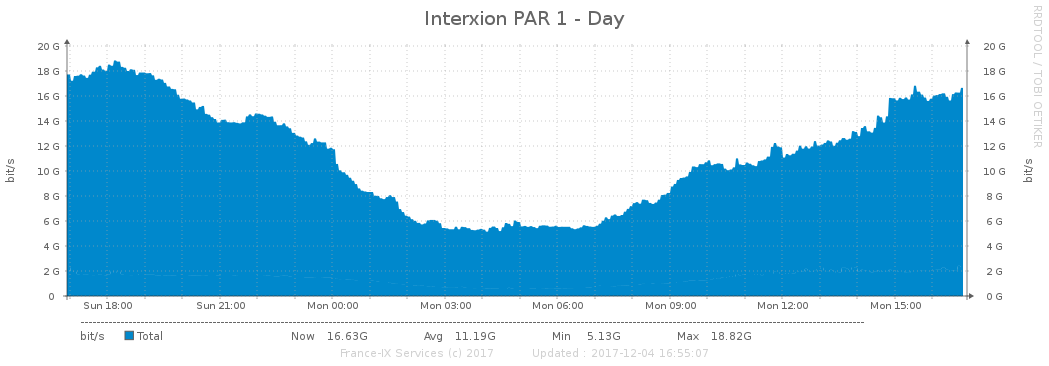 Interxion PAR 1 - Day
RRDTOOL / TOBI OETIKER
20 G 20 G
18 G 18 G
16 G 16 G
14 G 14 G
12 G 12 G
10 G 10 G
8 G 8 G
6 G 6 G
4 G 4 G
2 G 2 G
0 0 G
bit/s bit/s
Sun 18:00 Sun 21:00 Mon 00:00 Mon 03:00 Mon 06:00 Mon 09:00 Mon 12:00 Mon 15:00
bit/s Total Now 16.63G Avg 11.19G Min 5.13G Max 18.82G
France-IX Services (c) 2017 Updated : 2017-12-04 16:55:07